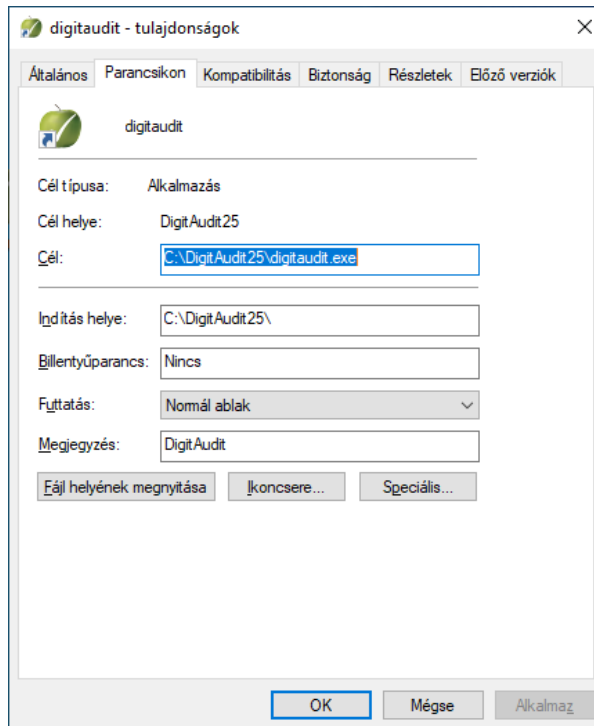 digitaudit - tulajdonságok
Általános Parancsikon Kompatibilitás Biztonság Részletek Előző verziók
digitaudit
Cél típusa: Alkalmazás
Cél helye: DigitAudit25
Cél: C:\DigitAudit25\digitaudit.exe
Indítás helye: C:\DigitAudit25\
Billentyűparancs: Nincs
Futtatás: Normál ablak
Megjegyzés: DigitAudit
Fájl helyének megnyitása Ikoncsere... Speciális...
OK Mégse Alkalmaz